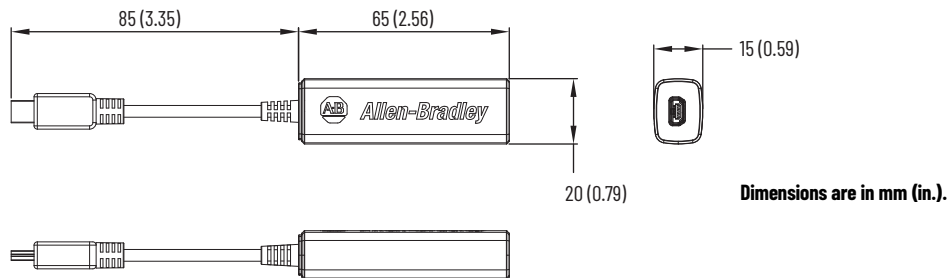 85 (3.35)
65 (2.56)
15 (0.59)
AB Allen-Bradley
20 (0.79)
Dimensions are in mm (in.).